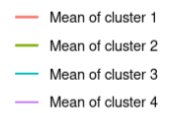 Mean of cluster 1
Mean of cluster 2
Mean of cluster 3
Mean of cluster 4